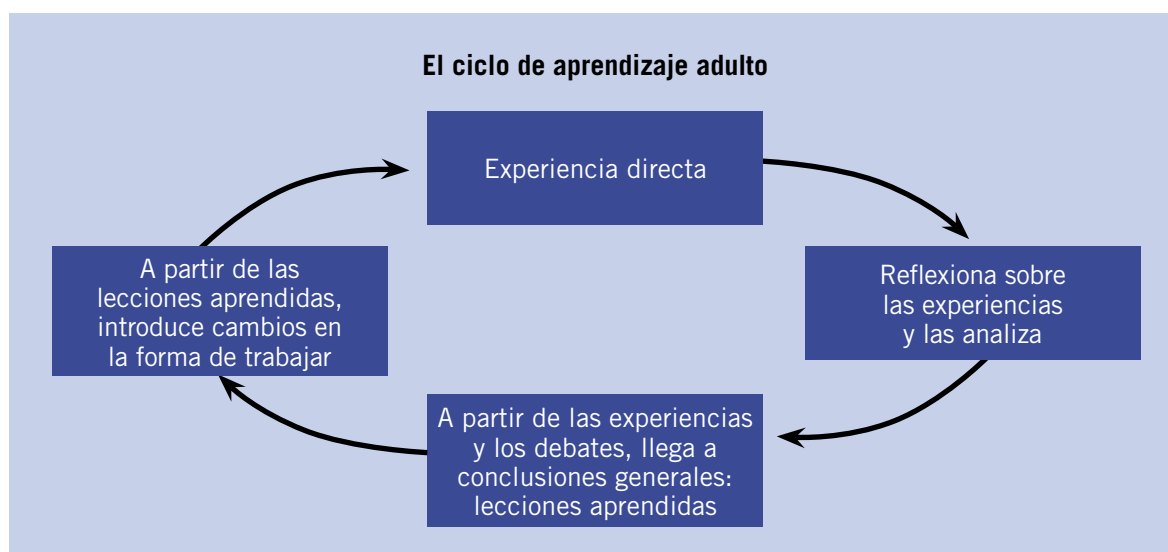 El ciclo de aprendizaje adulto
Experiencia directa
Reflexiona sobre
las experiencias
y las analiza
A partir de las experiencias
y los debates, llega a
conclusiones generales:
lecciones aprendidas
A partir de las
lecciones aprendidas,
introduce cambios en
la forma de trabajar